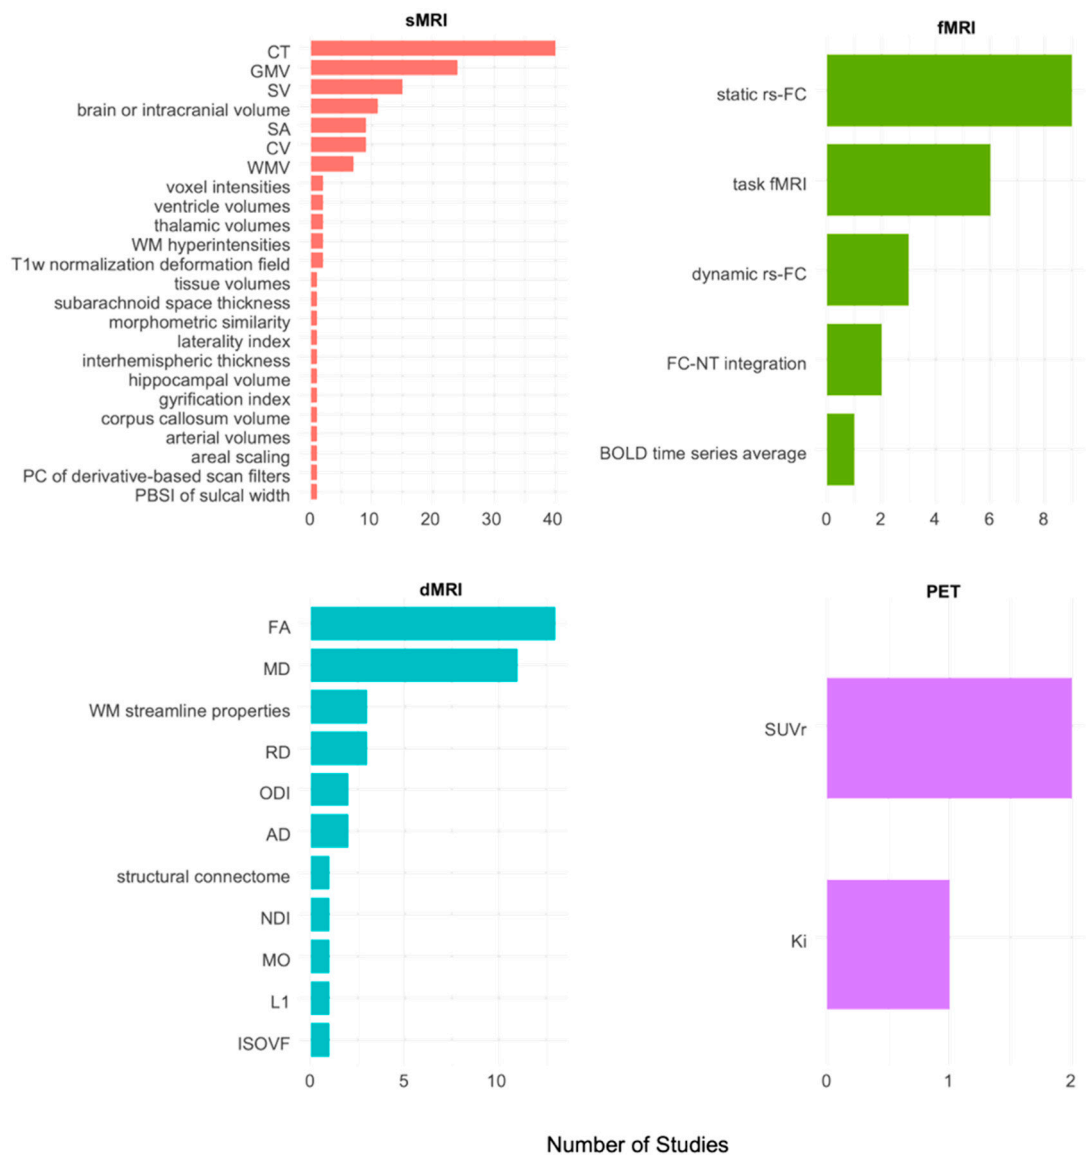 sMRI
CT
GMV
SV
brain or intracranial volume
SA
CV
WMV
voxel intensities
ventricle volumes
thalamic volumes
WM hyperintensities
T1w normalization deformation field
tissue volumes
subarachnoid space thickness
morphometric similarity
laterality index
interhemispheric thickness
hippocampal volume
gyrification index
corpus callosum volume
arterial volumes
areal scaling
PC of derivative-based scan filters
PBSI of sulcal width
0 10 20 30 40
fMRI
static rs-FC
task fMRI
dynamic rs-FC
FC-NT integration
BOLD time series average
0 2 4 6 8
dMRI
FA
MD
WM streamline properties
RD
ODI
AD
structural connectome
NDI
MO
L1
ISOVF
0 5 10
PET
SUVr
Ki
0 1 2
Number of Studies